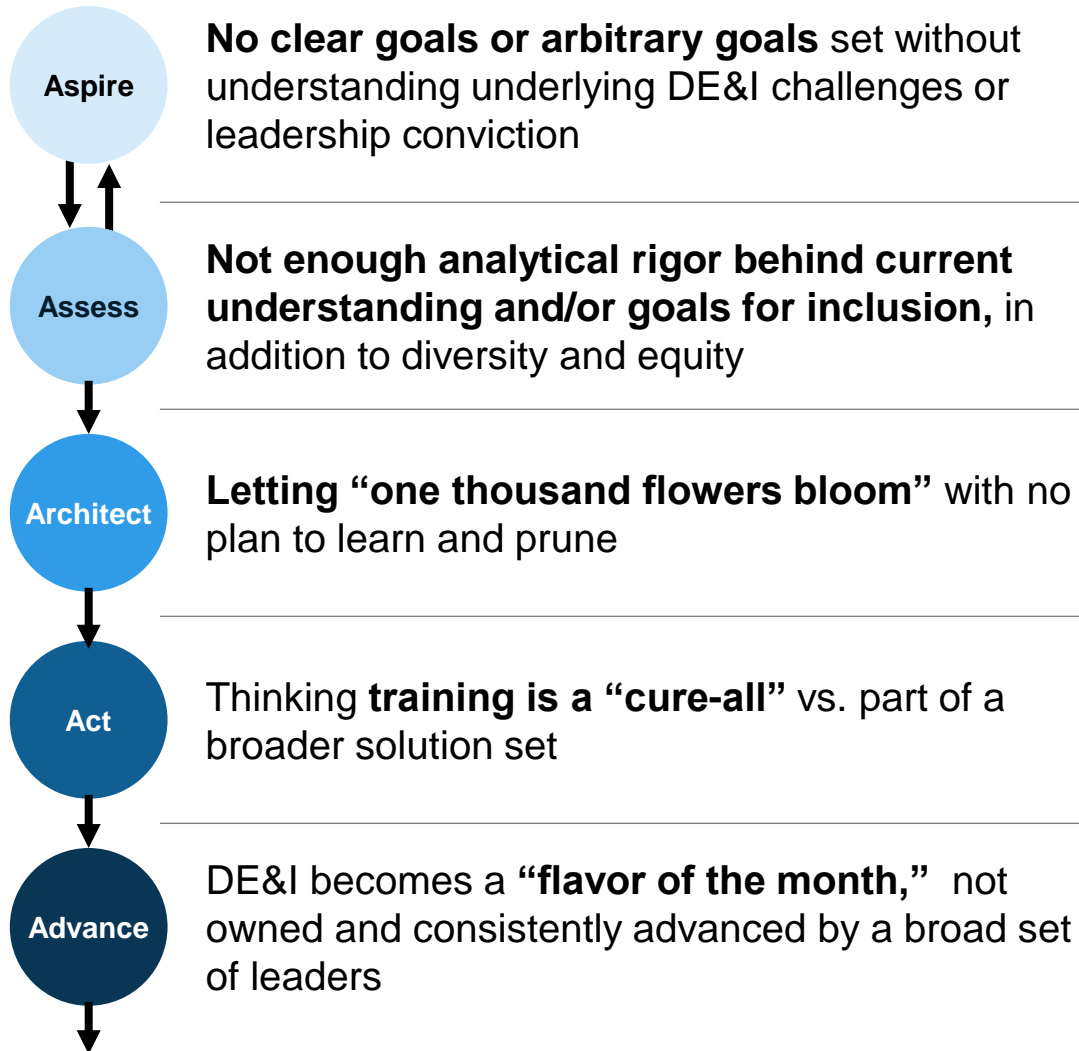 Aspire
No clear goals or arbitrary goals set without
understanding underlying DE&I challenges or
leadership conviction
Assess
Not enough analytical rigor behind current
understanding and/or goals for inclusion, in
addition to diversity and equity
Architect
Letting “one thousand flowers bloom” with no
plan to learn and prune
Act
Thinking training is a “cure-all” vs. part of a
broader solution set
Advance
DE&I becomes a “flavor of the month,”  not
owned and consistently advanced by a broad set
of leaders